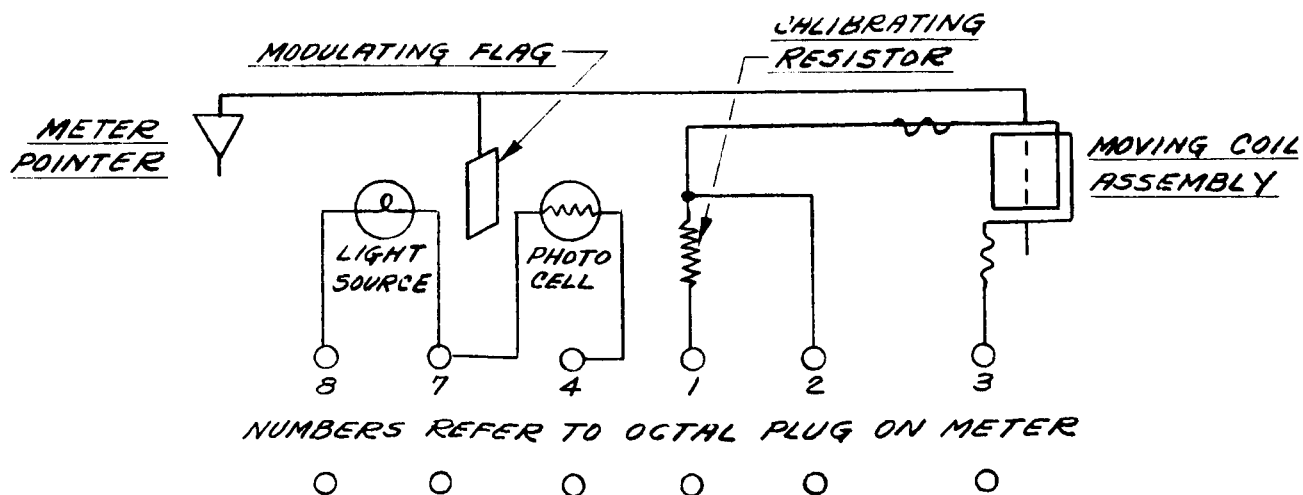 MODULATING FLAG
CALIBRATING
RESISTOR
METER
POINTER
MOVING COIL
ASSEMBLY
LIGHT
SOURCE
PHOTO
CELL
8 7 4 1 2 3
NUMBERS REFER TO OCTAL PLUG ON METER